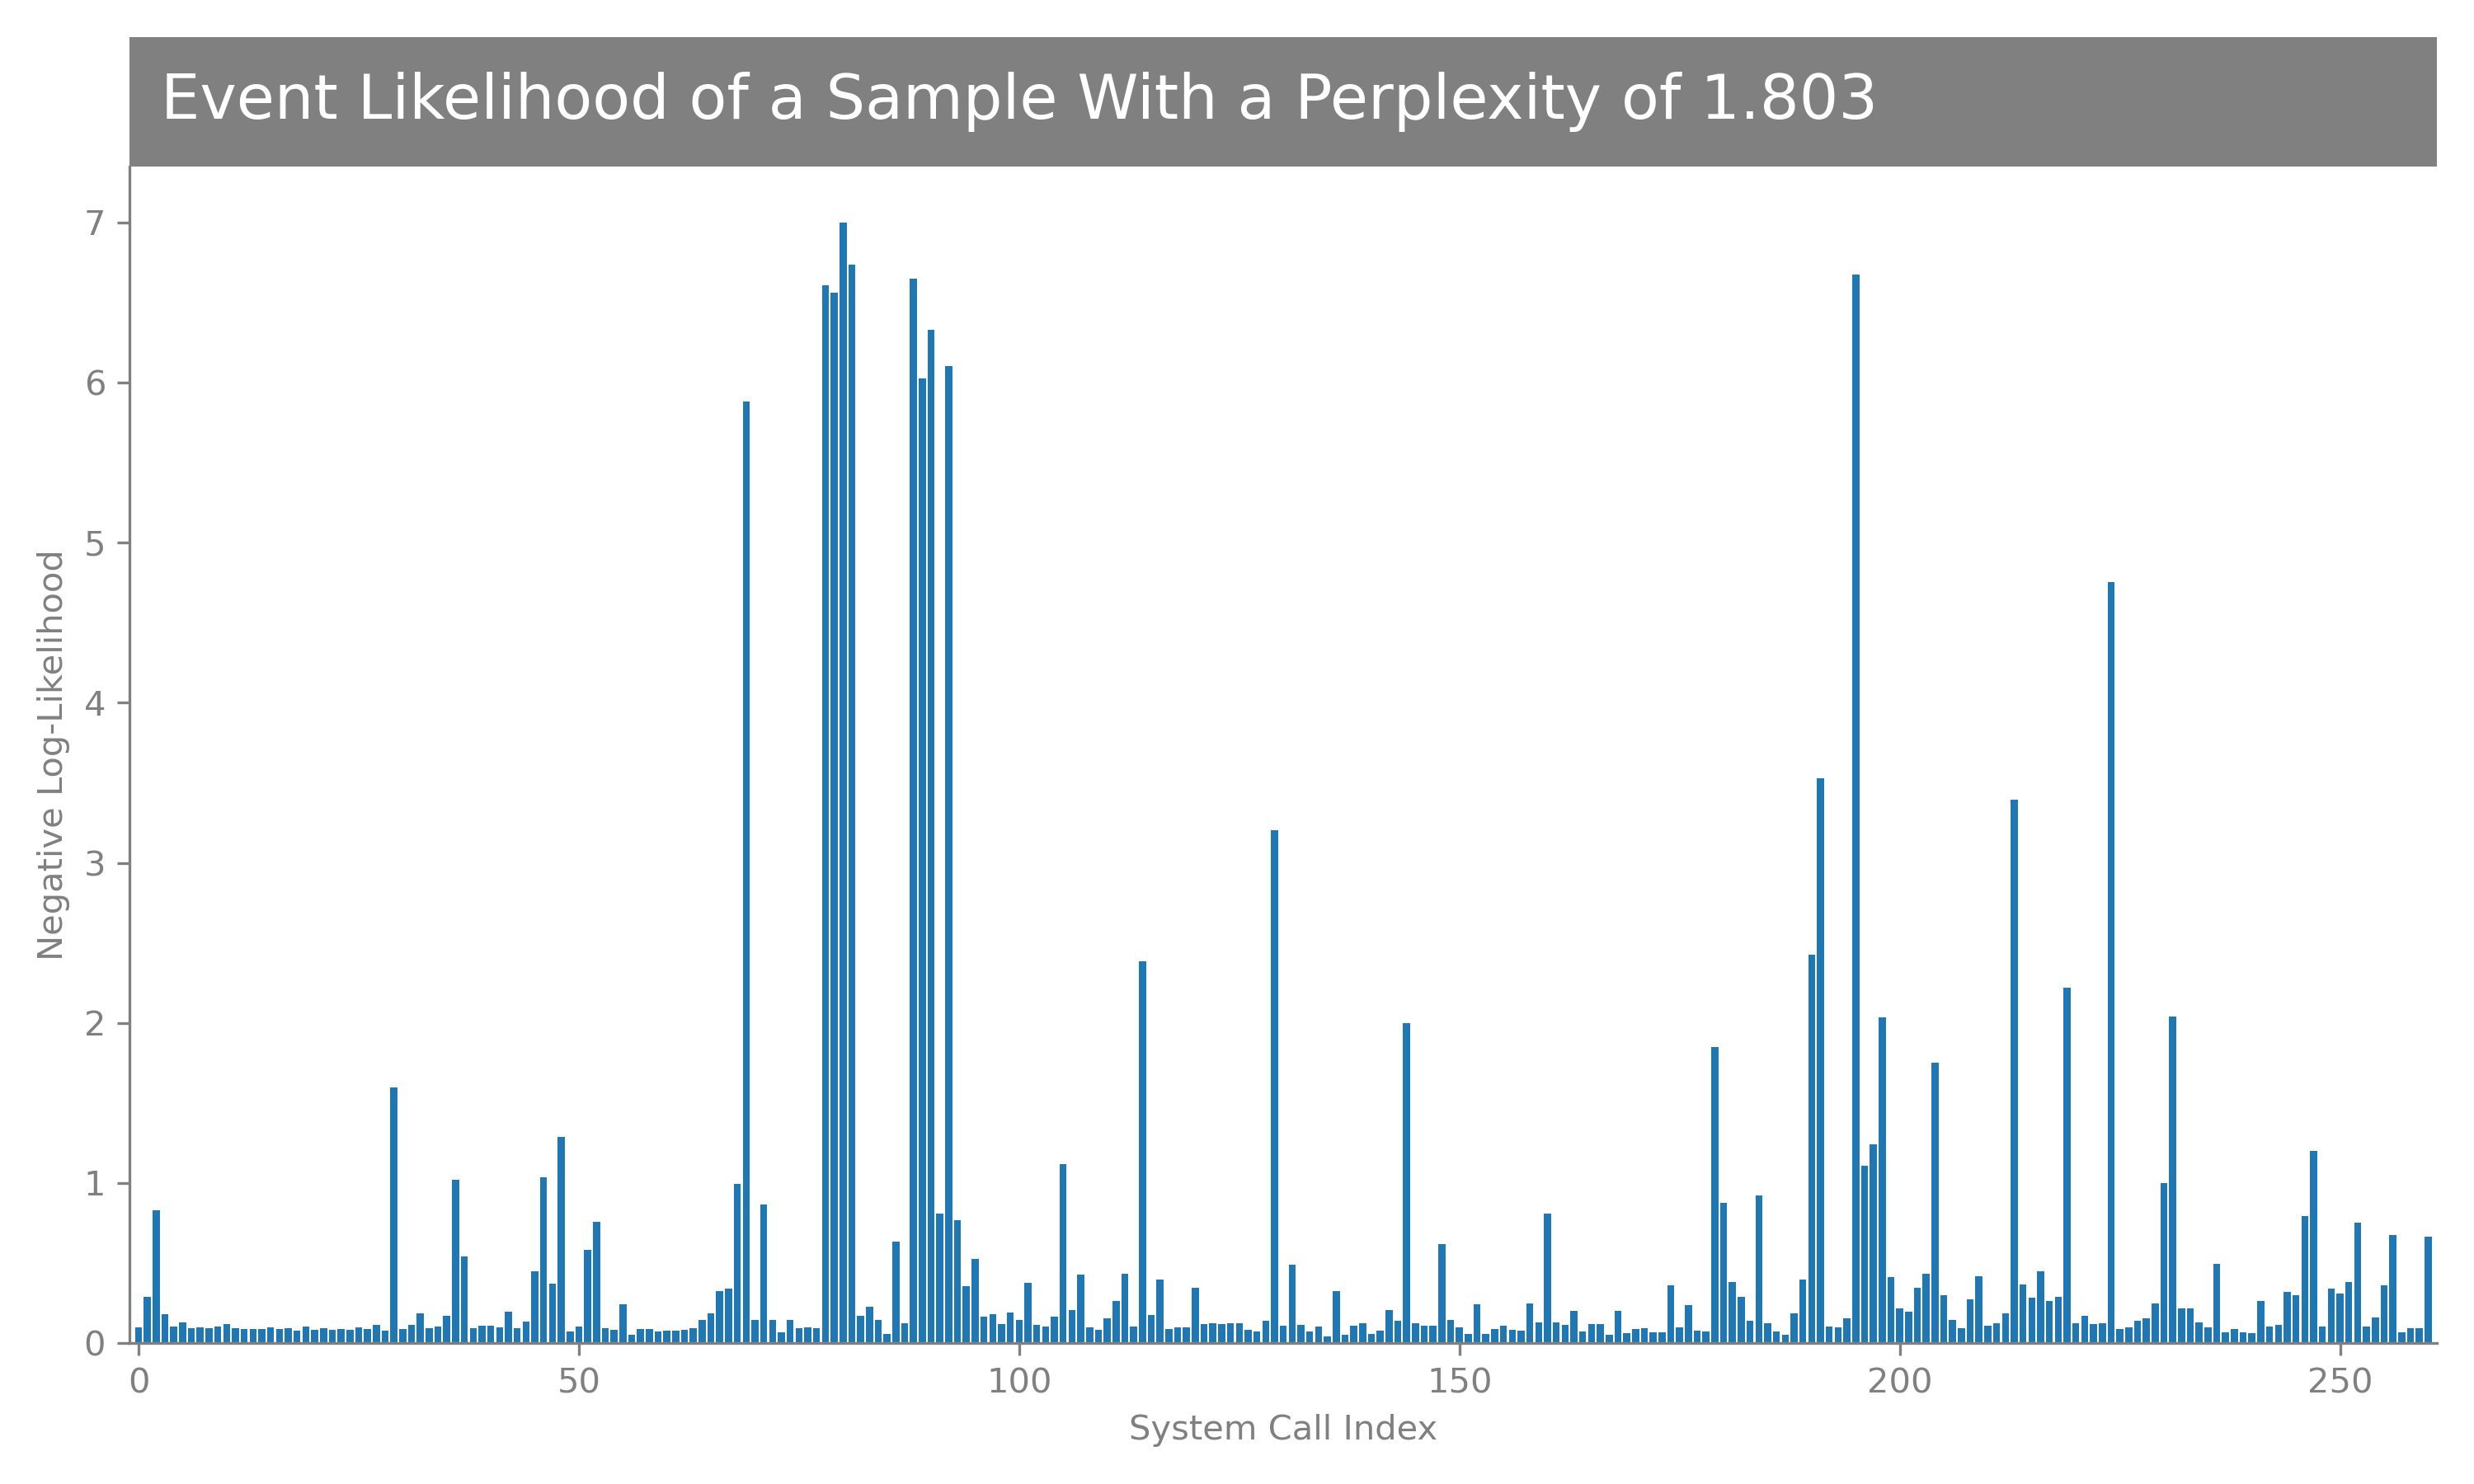 Event Likelihood of a Sample With a Perplexity of 1.803
Negative Log-Likelihood
7
6
5
4
3
2
1
0
0 50 100 150 200 250
System Call Index